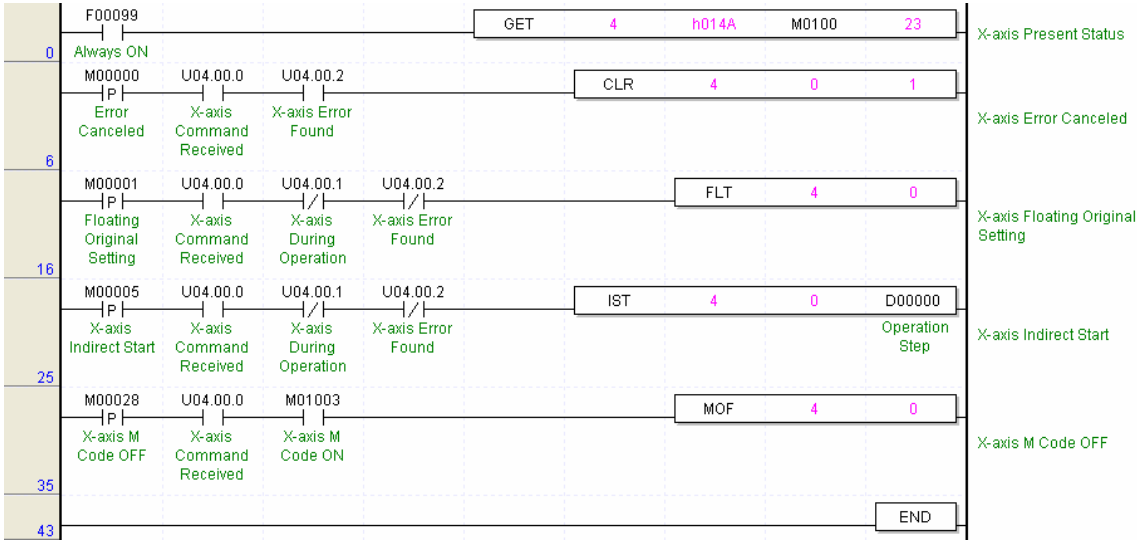 F00099
GET 4 h014A M0100 23
X-axis Present Status
0 Always ON
M00000 U04.00.0 U04.00.2
CLR 4 0 1
P
Error X-axis X-axis Error
Canceled Command Found
Received
X-axis Error Canceled
6
M00001 U04.00.0 U04.00.1 U04.00.2
FLT 4 0
P
Floating X-axis X-axis X-axis Error
Original Command During Found
Setting Received Operation
X-axis Floating Original
Setting
16
M00005 U04.00.0 U04.00.1 U04.00.2
IST 4 0 D00000
P
X-axis X-axis X-axis X-axis Error Operation
Indirect Start Command During Found Step
Received Operation
X-axis Indirect Start
25
M00028 U04.00.0 M01003
MOF 4 0
P
X-axis M X-axis X-axis M
Code OFF Command Code ON
Received
X-axis M Code OFF
35
END
43